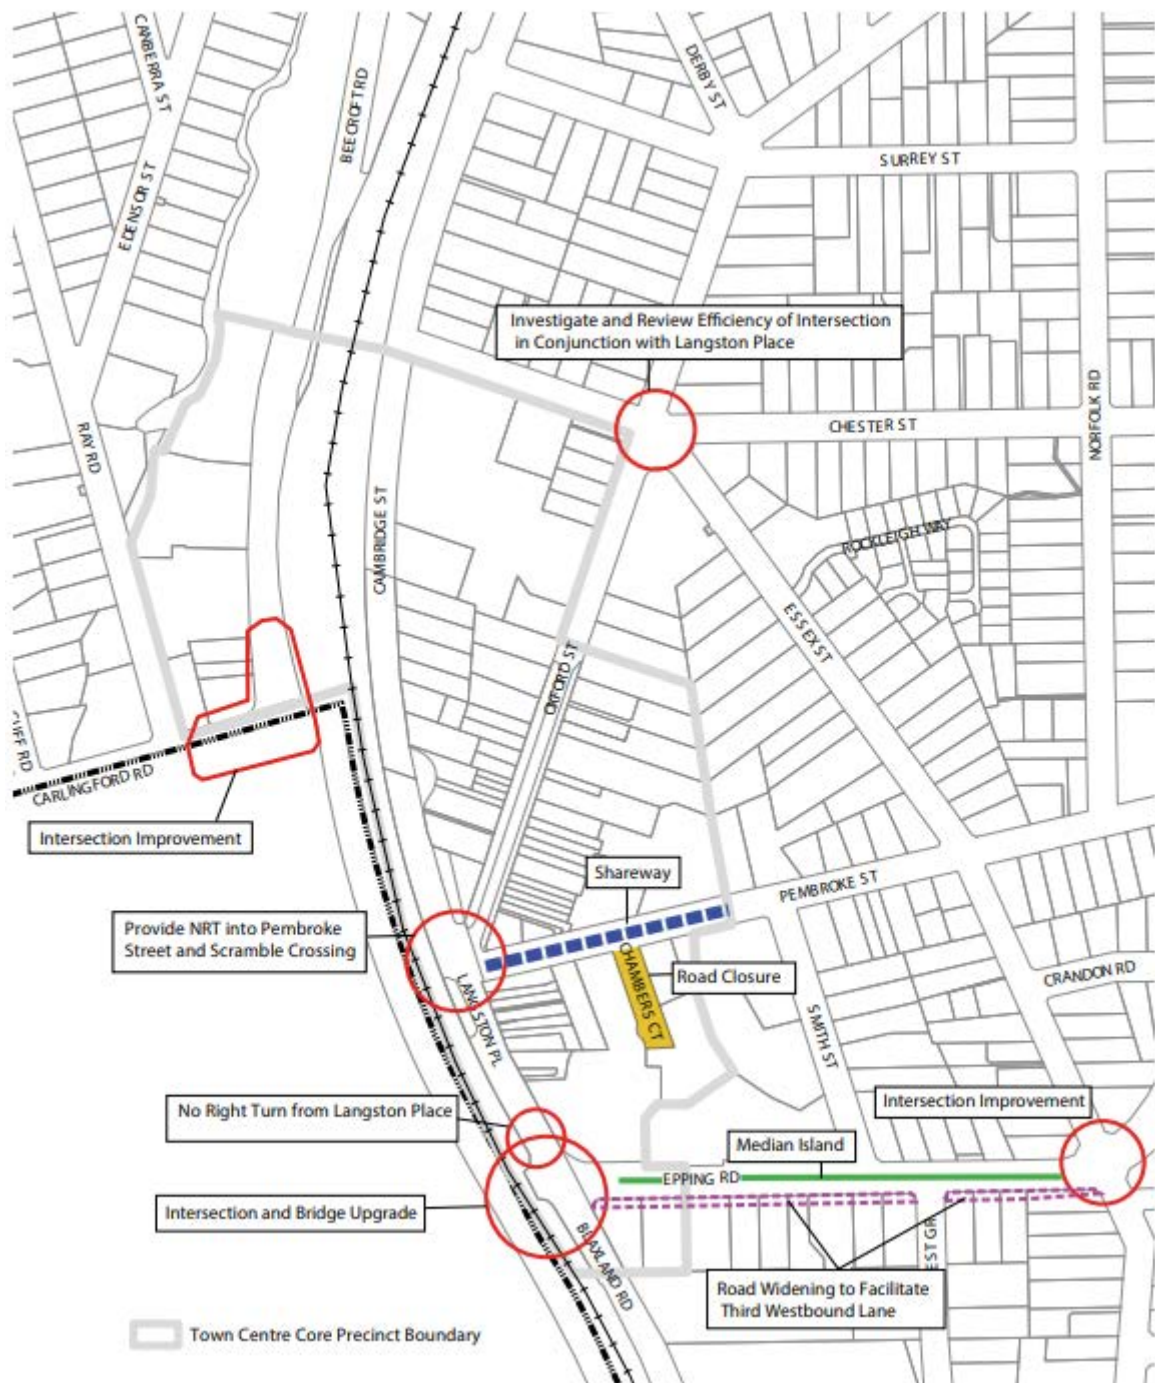 CANBERRA ST
BEECROFT RD
DERBY ST
SURREY ST
EDENSOR ST
Investigate and Review Efficiency of Intersection
in Conjunction with Langston Place
NORFOLK RD
CHESTER ST
RAY RD
CAMBRIDGE ST
ROCKLEIGH WAY
ESSEX ST
OXFORD ST
CLIFF RD
CARLINGFORD RD
Intersection Improvement
Shareway
PEMBROKE ST
Provide NRT into Pembroke
Street and Scramble Crossing
CHAMBERS CT
Road Closure
CRANDON RD
LANGSTON PL
SMITH ST
No Right Turn from Langston Place
Intersection Improvement
Median Island
EPPING RD
Intersection and Bridge Upgrade
BLAXLAND RD
EST GR
Road Widening to Facilitate
Third Westbound Lane
Town Centre Core Precinct Boundary